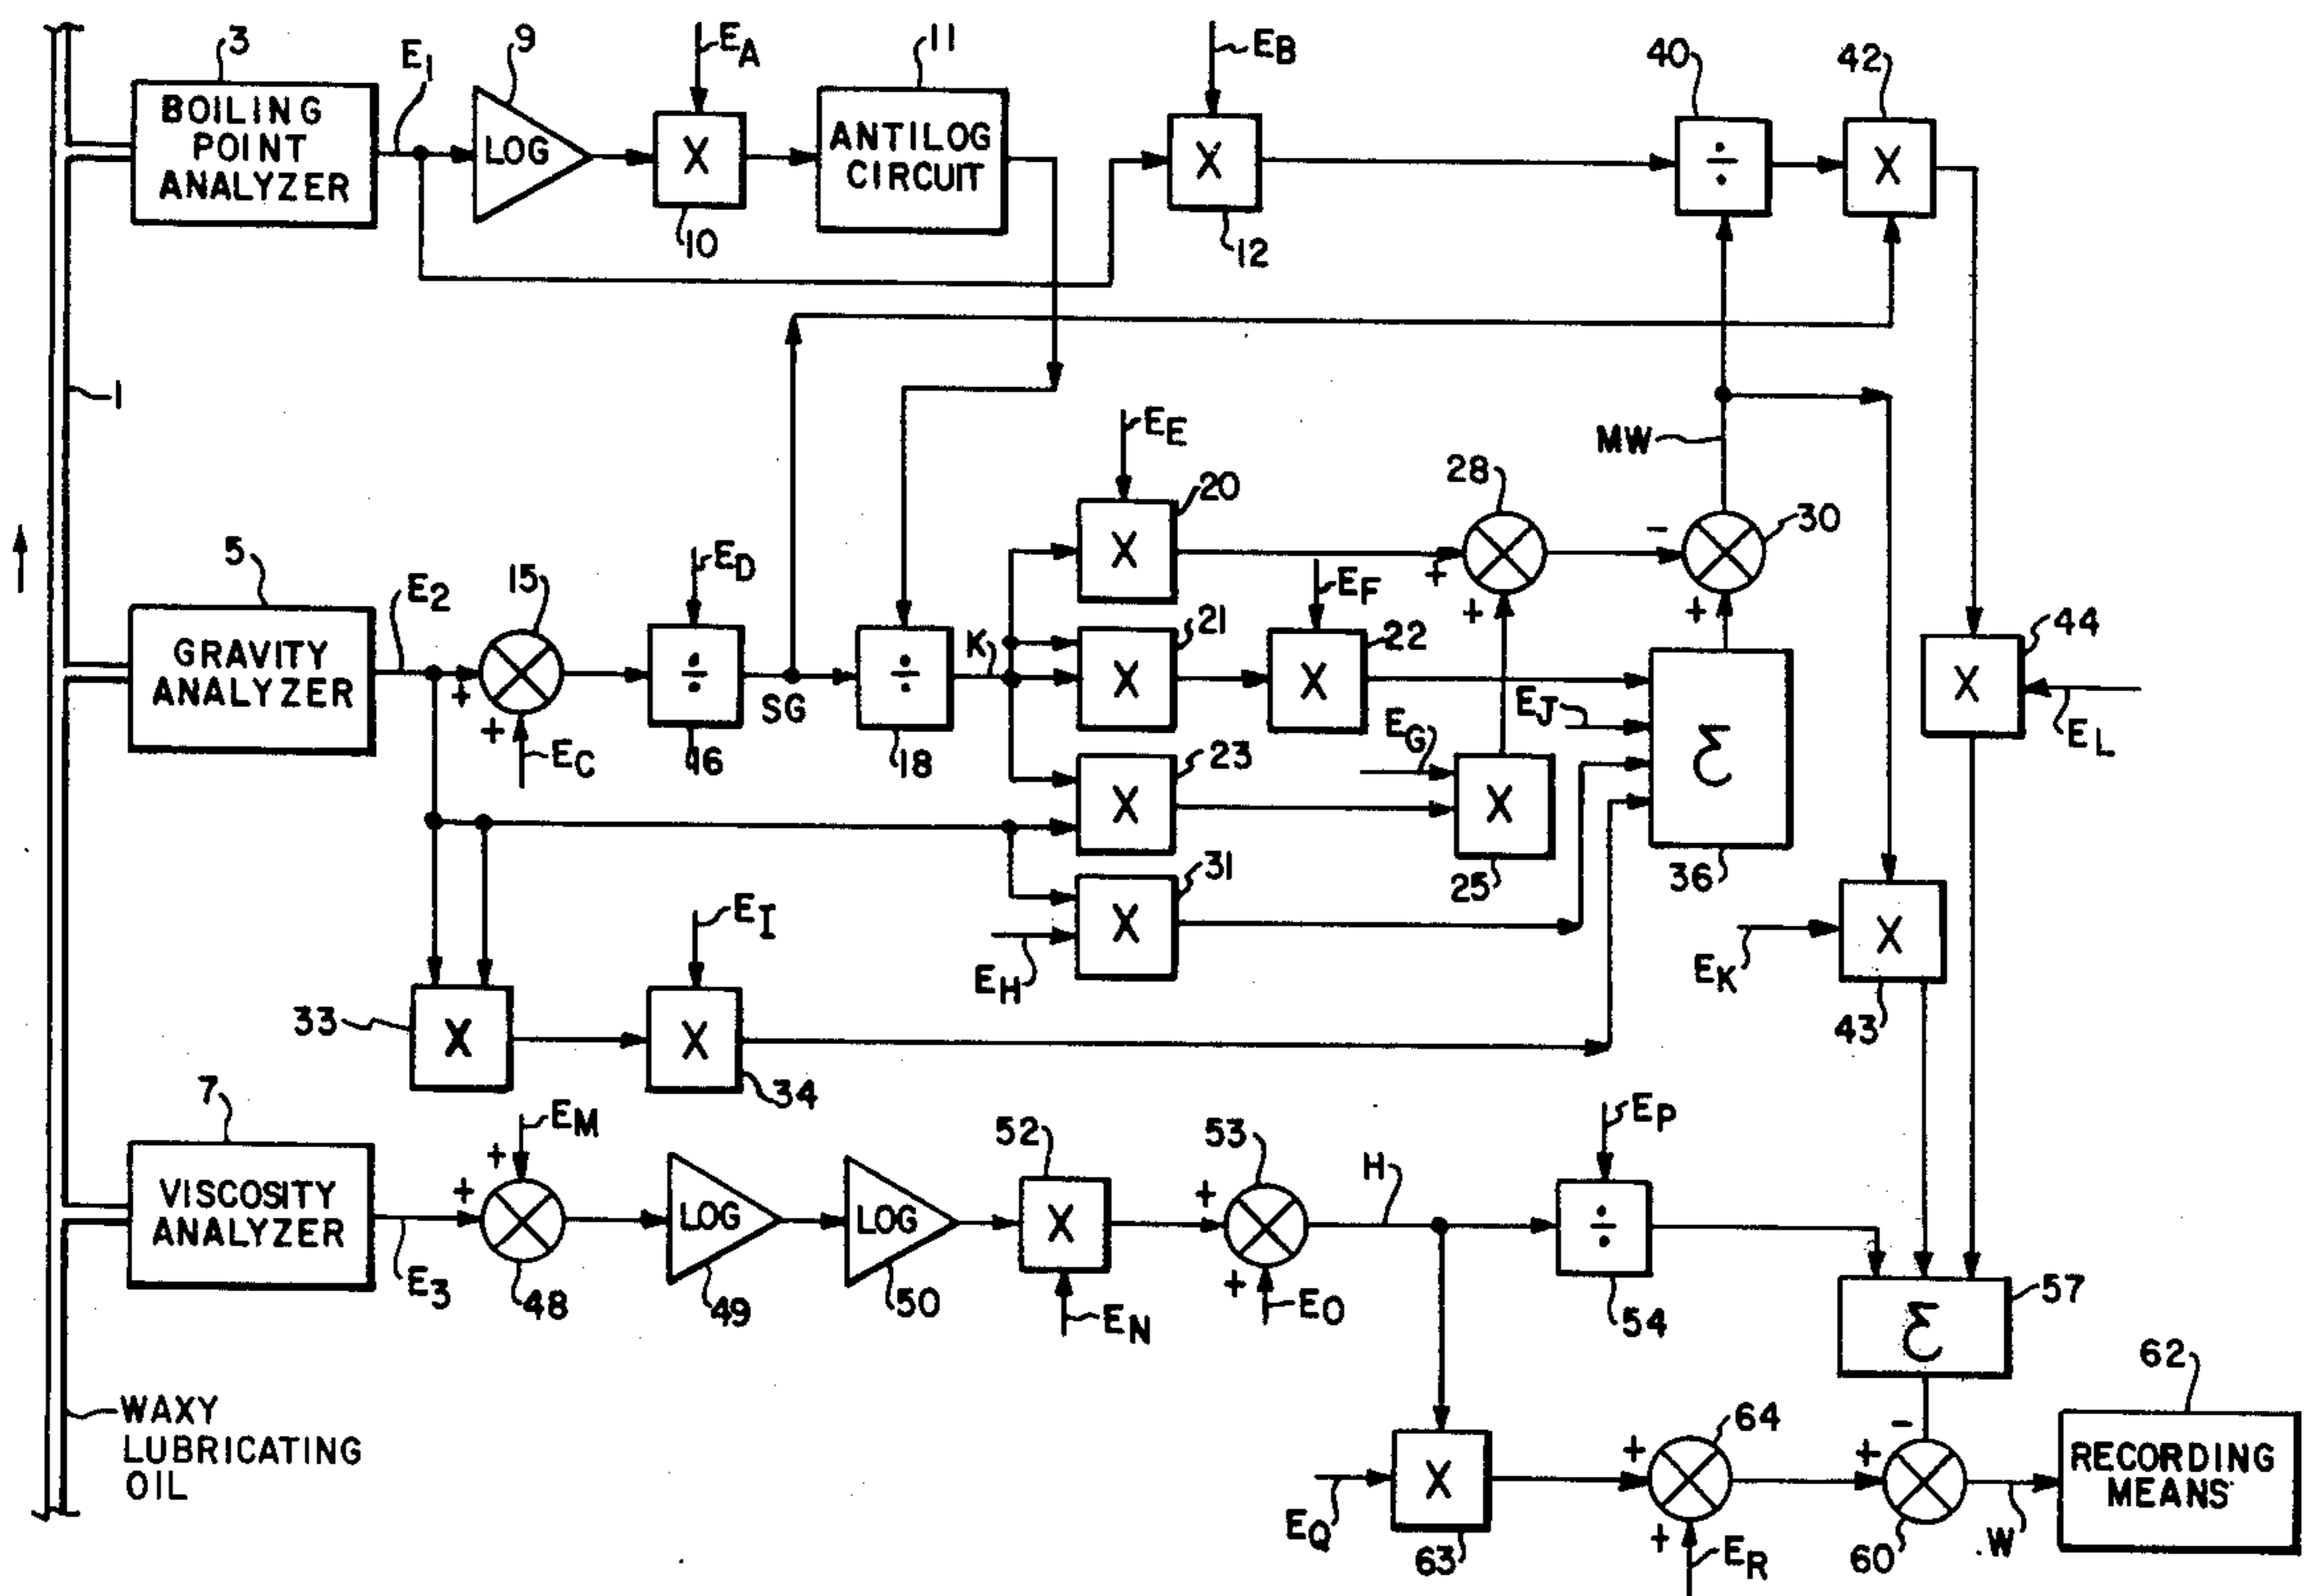 3
E1
9
EA
11
EB
40
42
BOILING
POINT
ANALYZER
LOG
X
ANTILOG
CIRCUIT
X
÷
X
10
12
1
EE
MW
20
28
-
30
5
E2
15
ED
X
+
EF
+
+
44
GRAVITY
ANALYZER
+
+
EC
÷
16
SG
÷
18
K
21
X
X
22
EJ
EG
Σ
36
X
EL
23
X
X
25
31
X
EH
EI
EK
X
43
33
X
X
34
7
EM
+
+
52
53
H
EP
VISCOSITY
ANALYZER
E3
48
LOG
49
LOG
50
X
EN
+
+
EO
÷
54
Σ
57
62
WAXY
LUBRICATING
OIL
EQ
X
63
+
64
+
ER
-
+
60
W
RECORDING
MEANS